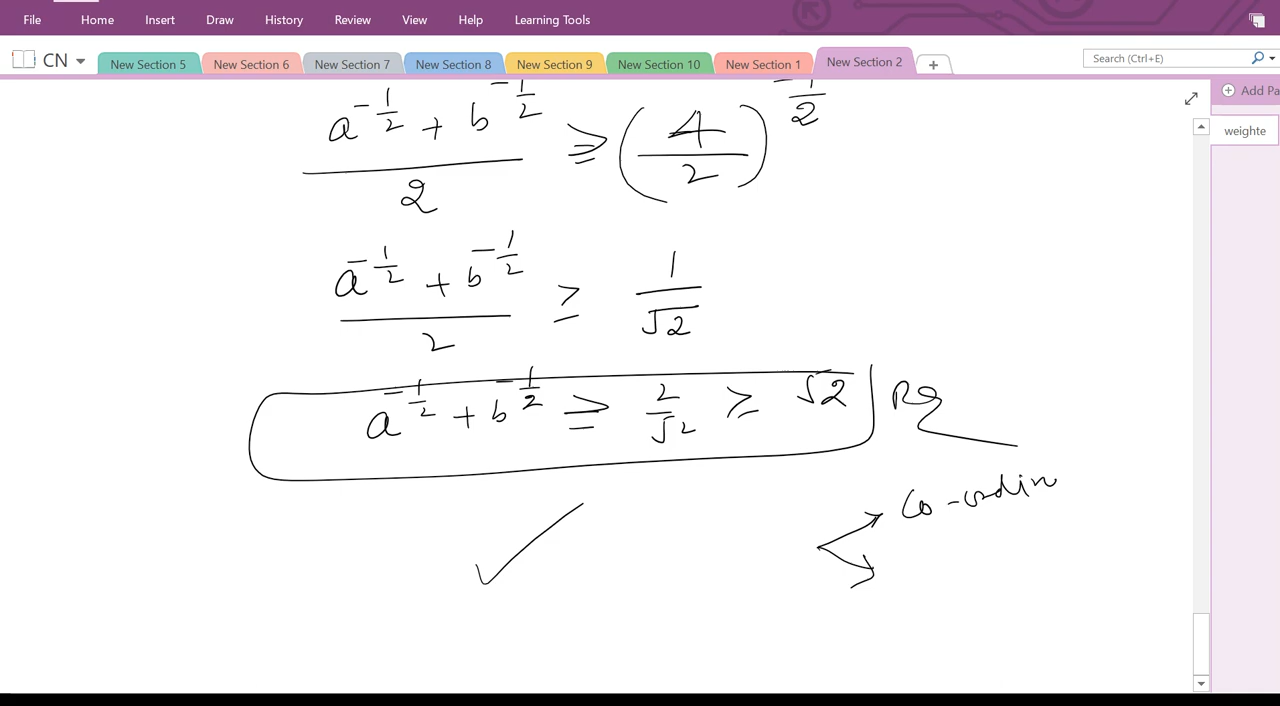 File Home Insert Draw History Review View Help Learning Tools
CN New Section 5 New Section 6 New Section 7 New Section 8 New Section 9 New Section 10 New Section 1 New Section 2 Search (Ctrl+E)
Add Pa
weighte
(a^{-1/2} + b^{-1/2})/2 ≥ (4/2)^{-1/2}
(a^{-1/2} + b^{-1/2})/2 ≥ 1/√2
a^{-1/2} + b^{-1/2} ≥ 2/√2 ≥ √2
Co-ordin